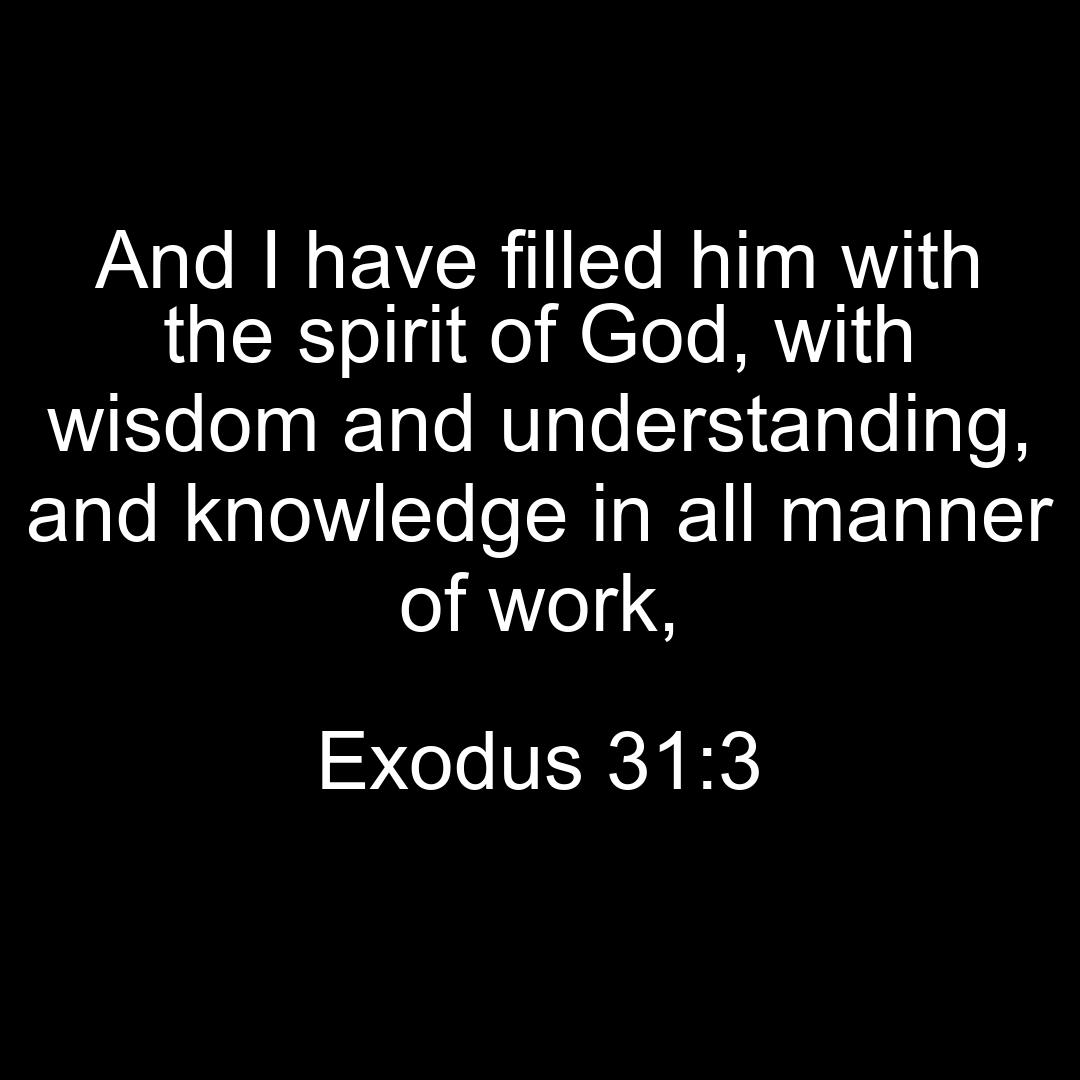 And I have filled him with
the spirit of God, with
wisdom and understanding,
and knowledge in all manner
of work,
Exodus 31:3